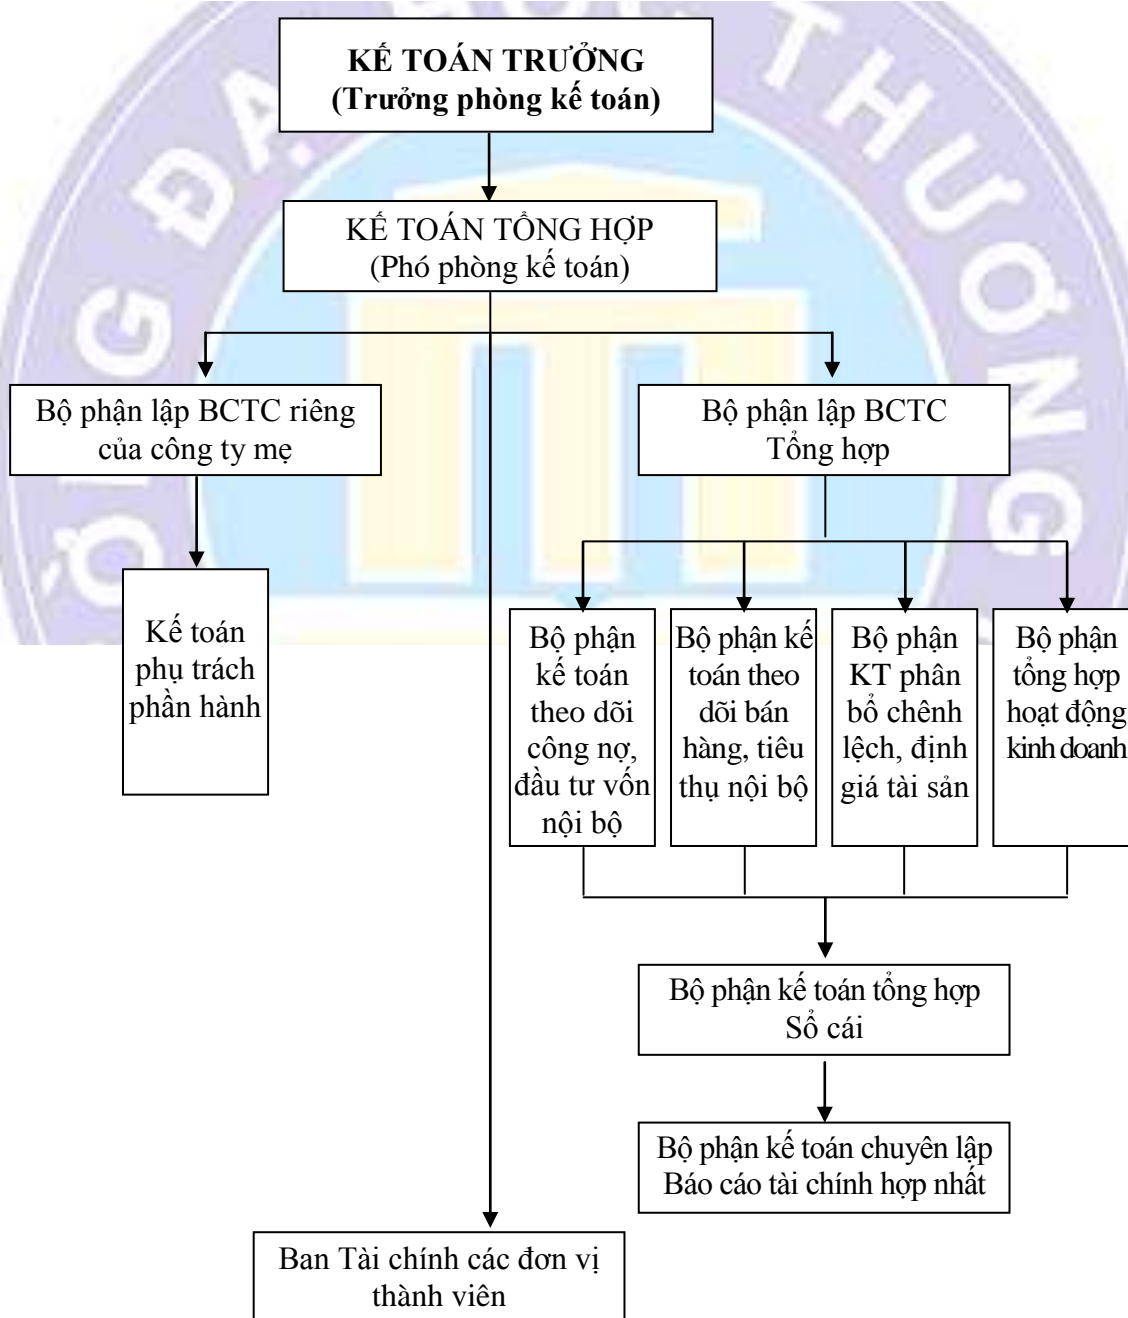 KẾ TOÁN TRƯỞNG
(Trưởng phòng kế toán)
KẾ TOÁN TỔNG HỢP
(Phó phòng kế toán)
Bộ phận lập BCTC riêng
của công ty mẹ
Bộ phận lập BCTC
Tổng hợp
Kế toán
phụ trách
phần hành
Bộ phận
kế toán
theo dõi
công nợ,
đầu tư vốn
nội bộ
Bộ phận kế
toán theo
dõi bán
hàng, tiêu
thụ nội bộ
Bộ phận
KT phân
bổ chênh
lệch, định
giá tài sản
Bộ phận
tổng hợp
hoạt động
kinh doanh
Bộ phận kế toán tổng hợp
Sổ cái
Bộ phận kế toán chuyên lập
Báo cáo tài chính hợp nhất
Ban Tài chính các đơn vị
thành viên
THƯƠNG